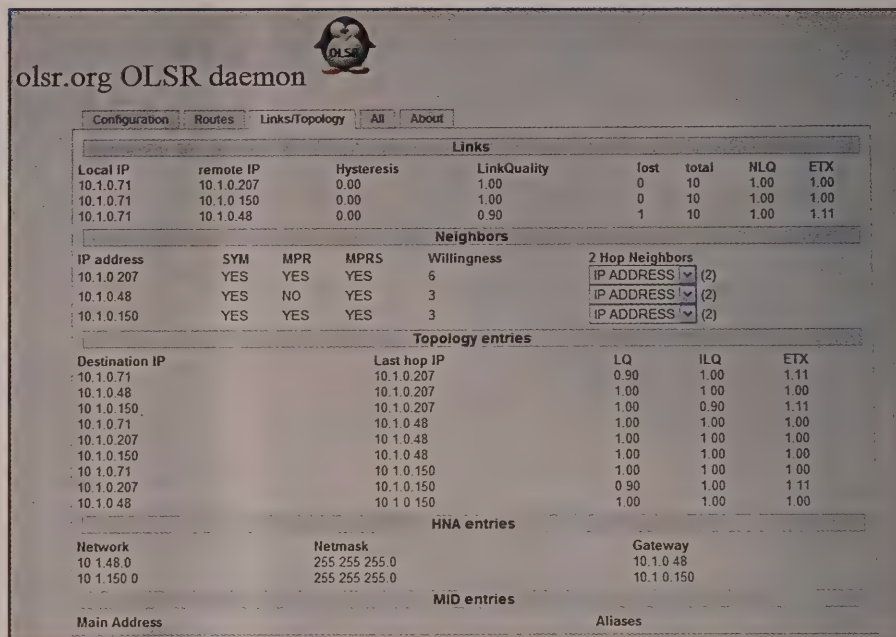 OLSR
olsr.org OLSR daemon
Configuration Routes Links/Topology All About
Links
Local IP remote IP Hysteresis LinkQuality lost total NLQ ETX
10.1.0.71 10.1.0.207 0.00 1.00 0 10 1.00 1.00
10.1.0.71 10.1.0 150 0.00 1.00 0 10 1.00 1.00
10.1.0.71 10.1.0.48 0.00 0.90 1 10 1.00 1.11
Neighbors
IP address SYM MPR MPRS Willingness 2 Hop Neighbors
10.1.0 207 YES YES YES 6 IP ADDRESS (2)
10.1.0.48 YES NO YES 3 IP ADDRESS (2)
10.1.0.150 YES YES YES 3 IP ADDRESS (2)
Topology entries
Destination IP Last hop IP LQ ILQ ETX
10.1.0.71 10.1.0.207 0.90 1.00 1.11
10.1.0.48 10.1.0.207 1.00 1 00 1.00
10 1.0.150 10.1.0.207 1.00 0.90 1.11
10.1.0.71 10.1.0 48 1.00 1.00 1.00
10.1.0.207 10 1.0.48 1.00 1.00 1.00
10.1.0.150 10.1.0 48 1.00 1.00 1.00
10 1.0.71 10 1.0.150 1.00 1.00 1.00
10.1.0.207 10.1.0.150 0 90 1.00 1 11
10.1.0 48 10 1 0 150 1.00 1.00 1.00
HNA entries
Network Netmask Gateway
10 1.48.0 255 255 255.0 10.1.0 48
10 1.150 0 255 255 255.0 10.1 0.150
MID entries
Main Address Aliases